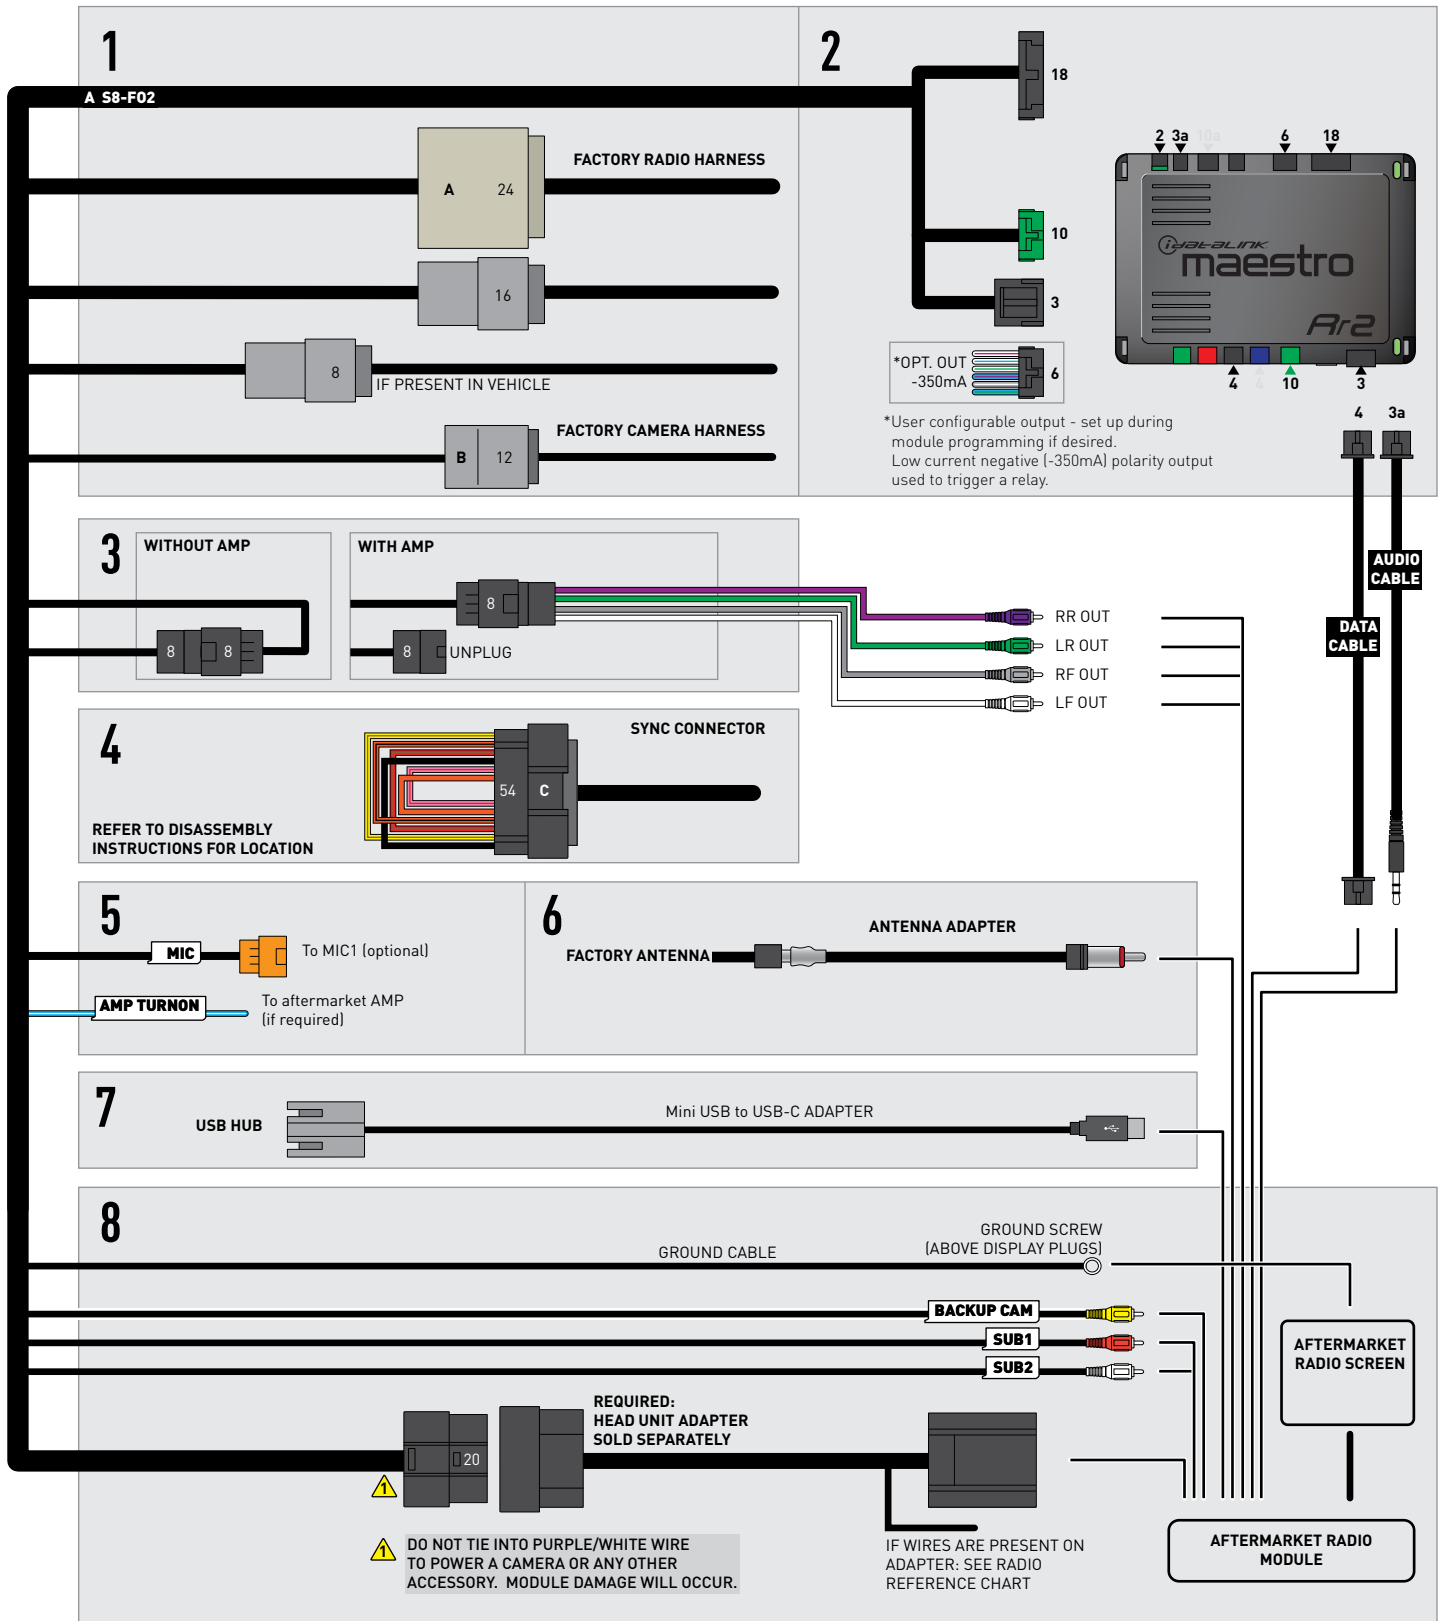 1
A S8-F02
FACTORY RADIO HARNESS
A 24
16
8
IF PRESENT IN VEHICLE
FACTORY CAMERA HARNESS
B 12
2
18
10
3
*OPT. OUT
-350mA
6
*User configurable output - set up during
module programming if desired.
Low current negative (-350mA) polarity output
used to trigger a relay.
2 3a 10a 6 18
idatalink
maestro
Rr2
4 4 10 3
4 3a
AUDIO
CABLE
DATA
CABLE
3
WITHOUT AMP
8 8
WITH AMP
8
8
UNPLUG
RR OUT
LR OUT
RF OUT
LF OUT
4
SYNC CONNECTOR
54 C
REFER TO DISASSEMBLY
INSTRUCTIONS FOR LOCATION
5
MIC
To MIC1 (optional)
AMP TURNON
To aftermarket AMP
(if required)
6
ANTENNA ADAPTER
FACTORY ANTENNA
7
USB HUB
Mini USB to USB-C ADAPTER
8
GROUND CABLE
GROUND SCREW
(ABOVE DISPLAY PLUGS)
BACKUP CAM
SUB1
SUB2
AFTERMARKET
RADIO SCREEN
REQUIRED:
HEAD UNIT ADAPTER
SOLD SEPARATELY
20
1
1
DO NOT TIE INTO PURPLE/WHITE WIRE
TO POWER A CAMERA OR ANY OTHER
ACCESSORY. MODULE DAMAGE WILL OCCUR.
IF WIRES ARE PRESENT ON
ADAPTER: SEE RADIO
REFERENCE CHART
AFTERMARKET RADIO
MODULE